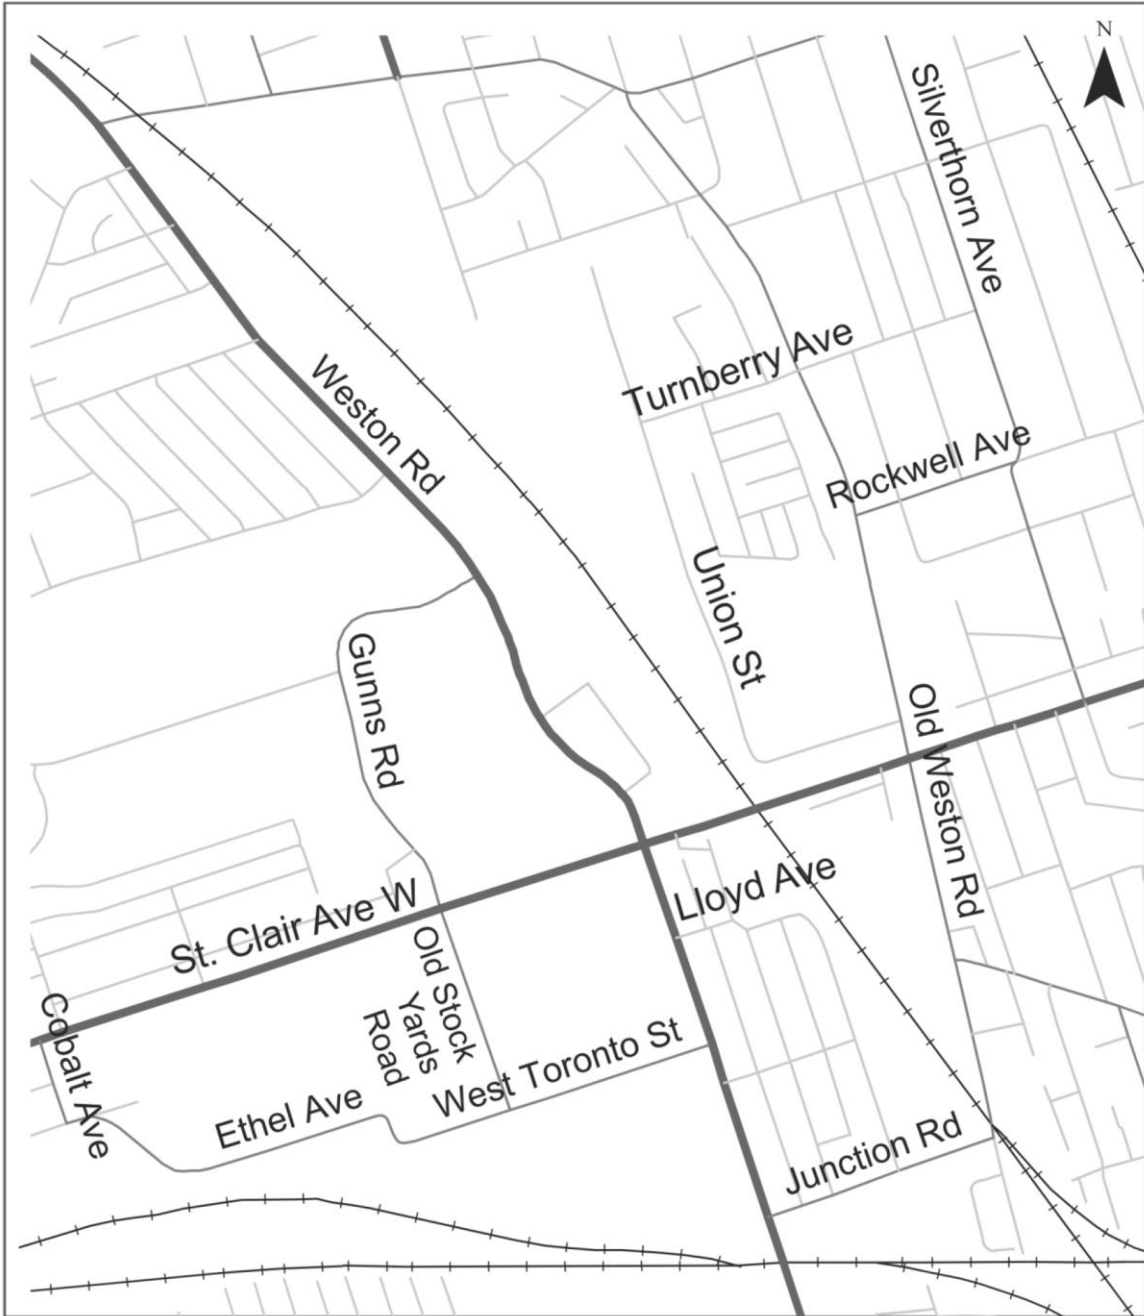 N
Silverthorn Ave
Turnberry Ave
Weston Rd
Rockwell Ave
Union St
Gunns Rd
Old Weston Rd
Lloyd Ave
St. Clair Ave W
Old Stock
Yards
Road
Cobalt Ave
West Toronto St
Ethel Ave
Junction Rd